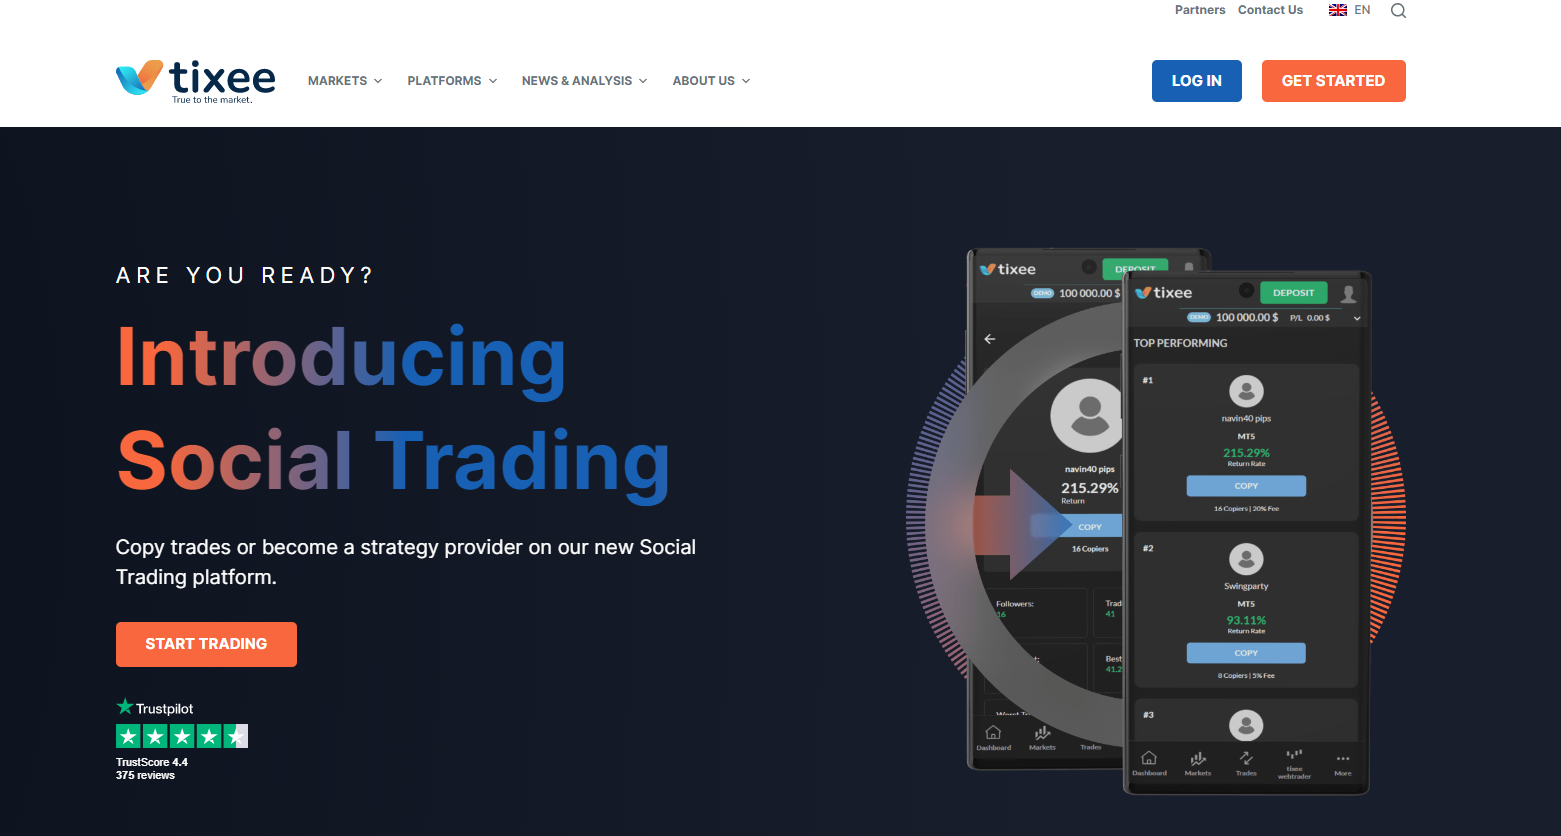 Partners Contact Us EN
tixee
True to the market.
MARKETS PLATFORMS NEWS & ANALYSIS ABOUT US
LOG IN GET STARTED
ARE YOU READY?
Introducing
Social Trading
Copy trades or become a strategy provider on our new Social
Trading platform.
START TRADING
Trustpilot
TrustScore 4.4
375 reviews
tixee
DEPOSIT
DEMO 100 000.00 $
navin40 pips
215.29%
Return
COPY
16 Copiers
Followers:
16
Trad
41
Best
41.2
Dashboard Markets Trades
tixee
DEPOSIT
DEMO 100 000.00 $ P/L 0.00 $
TOP PERFORMING
#1
navin40 pips
MT5
215.29%
Return Rate
COPY
16 Copiers | 20% Fee
#2
Swingparty
MT5
93.11%
Return Rate
COPY
8 Copiers | 5% Fee
#3
Dashboard Markets Trades tixee webtrader More